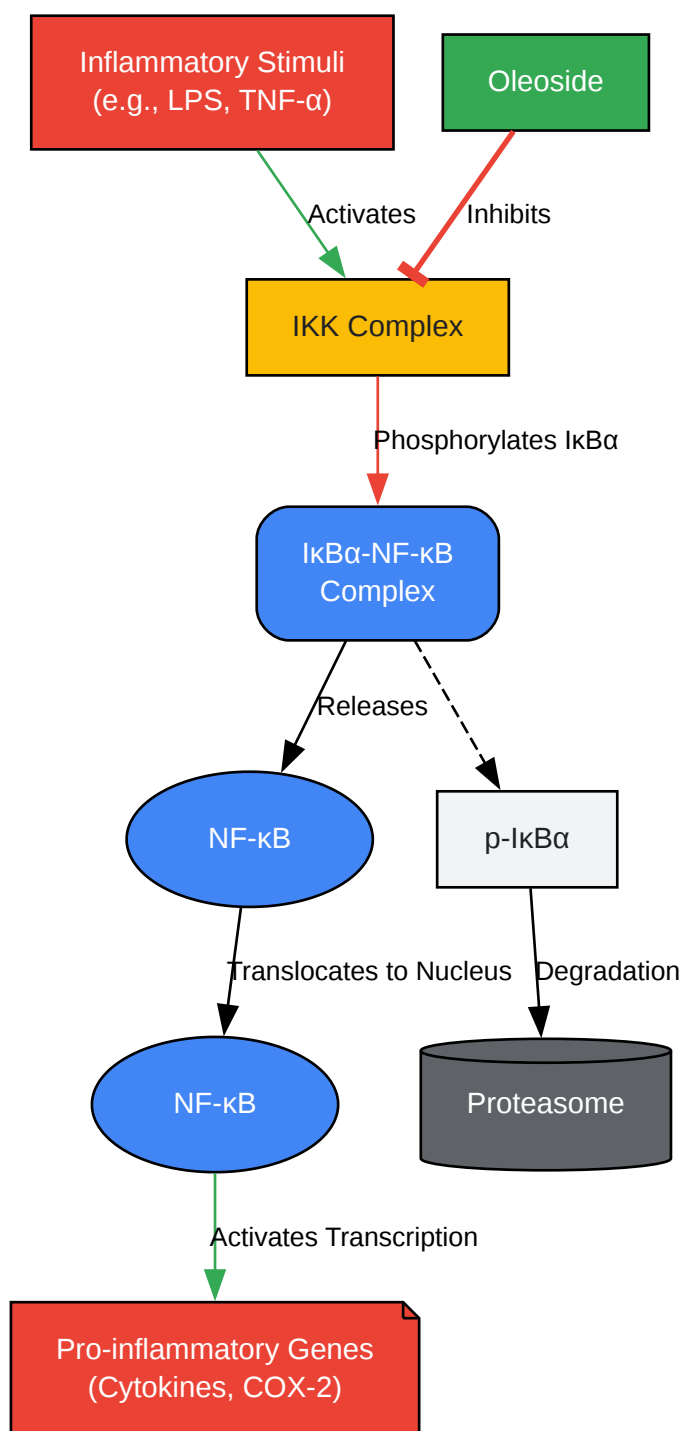 Inflammatory Stimuli
(e.g., LPS, TNF-α)
Oleoside
Activates
Inhibits
IKK Complex
Phosphorylates IκBα
IκBα-NF-κB
Complex
Releases
NF-κB
p-IκBα
Translocates to Nucleus
Degradation
NF-κB
Proteasome
Activates Transcription
Pro-inflammatory Genes
(Cytokines, COX-2)